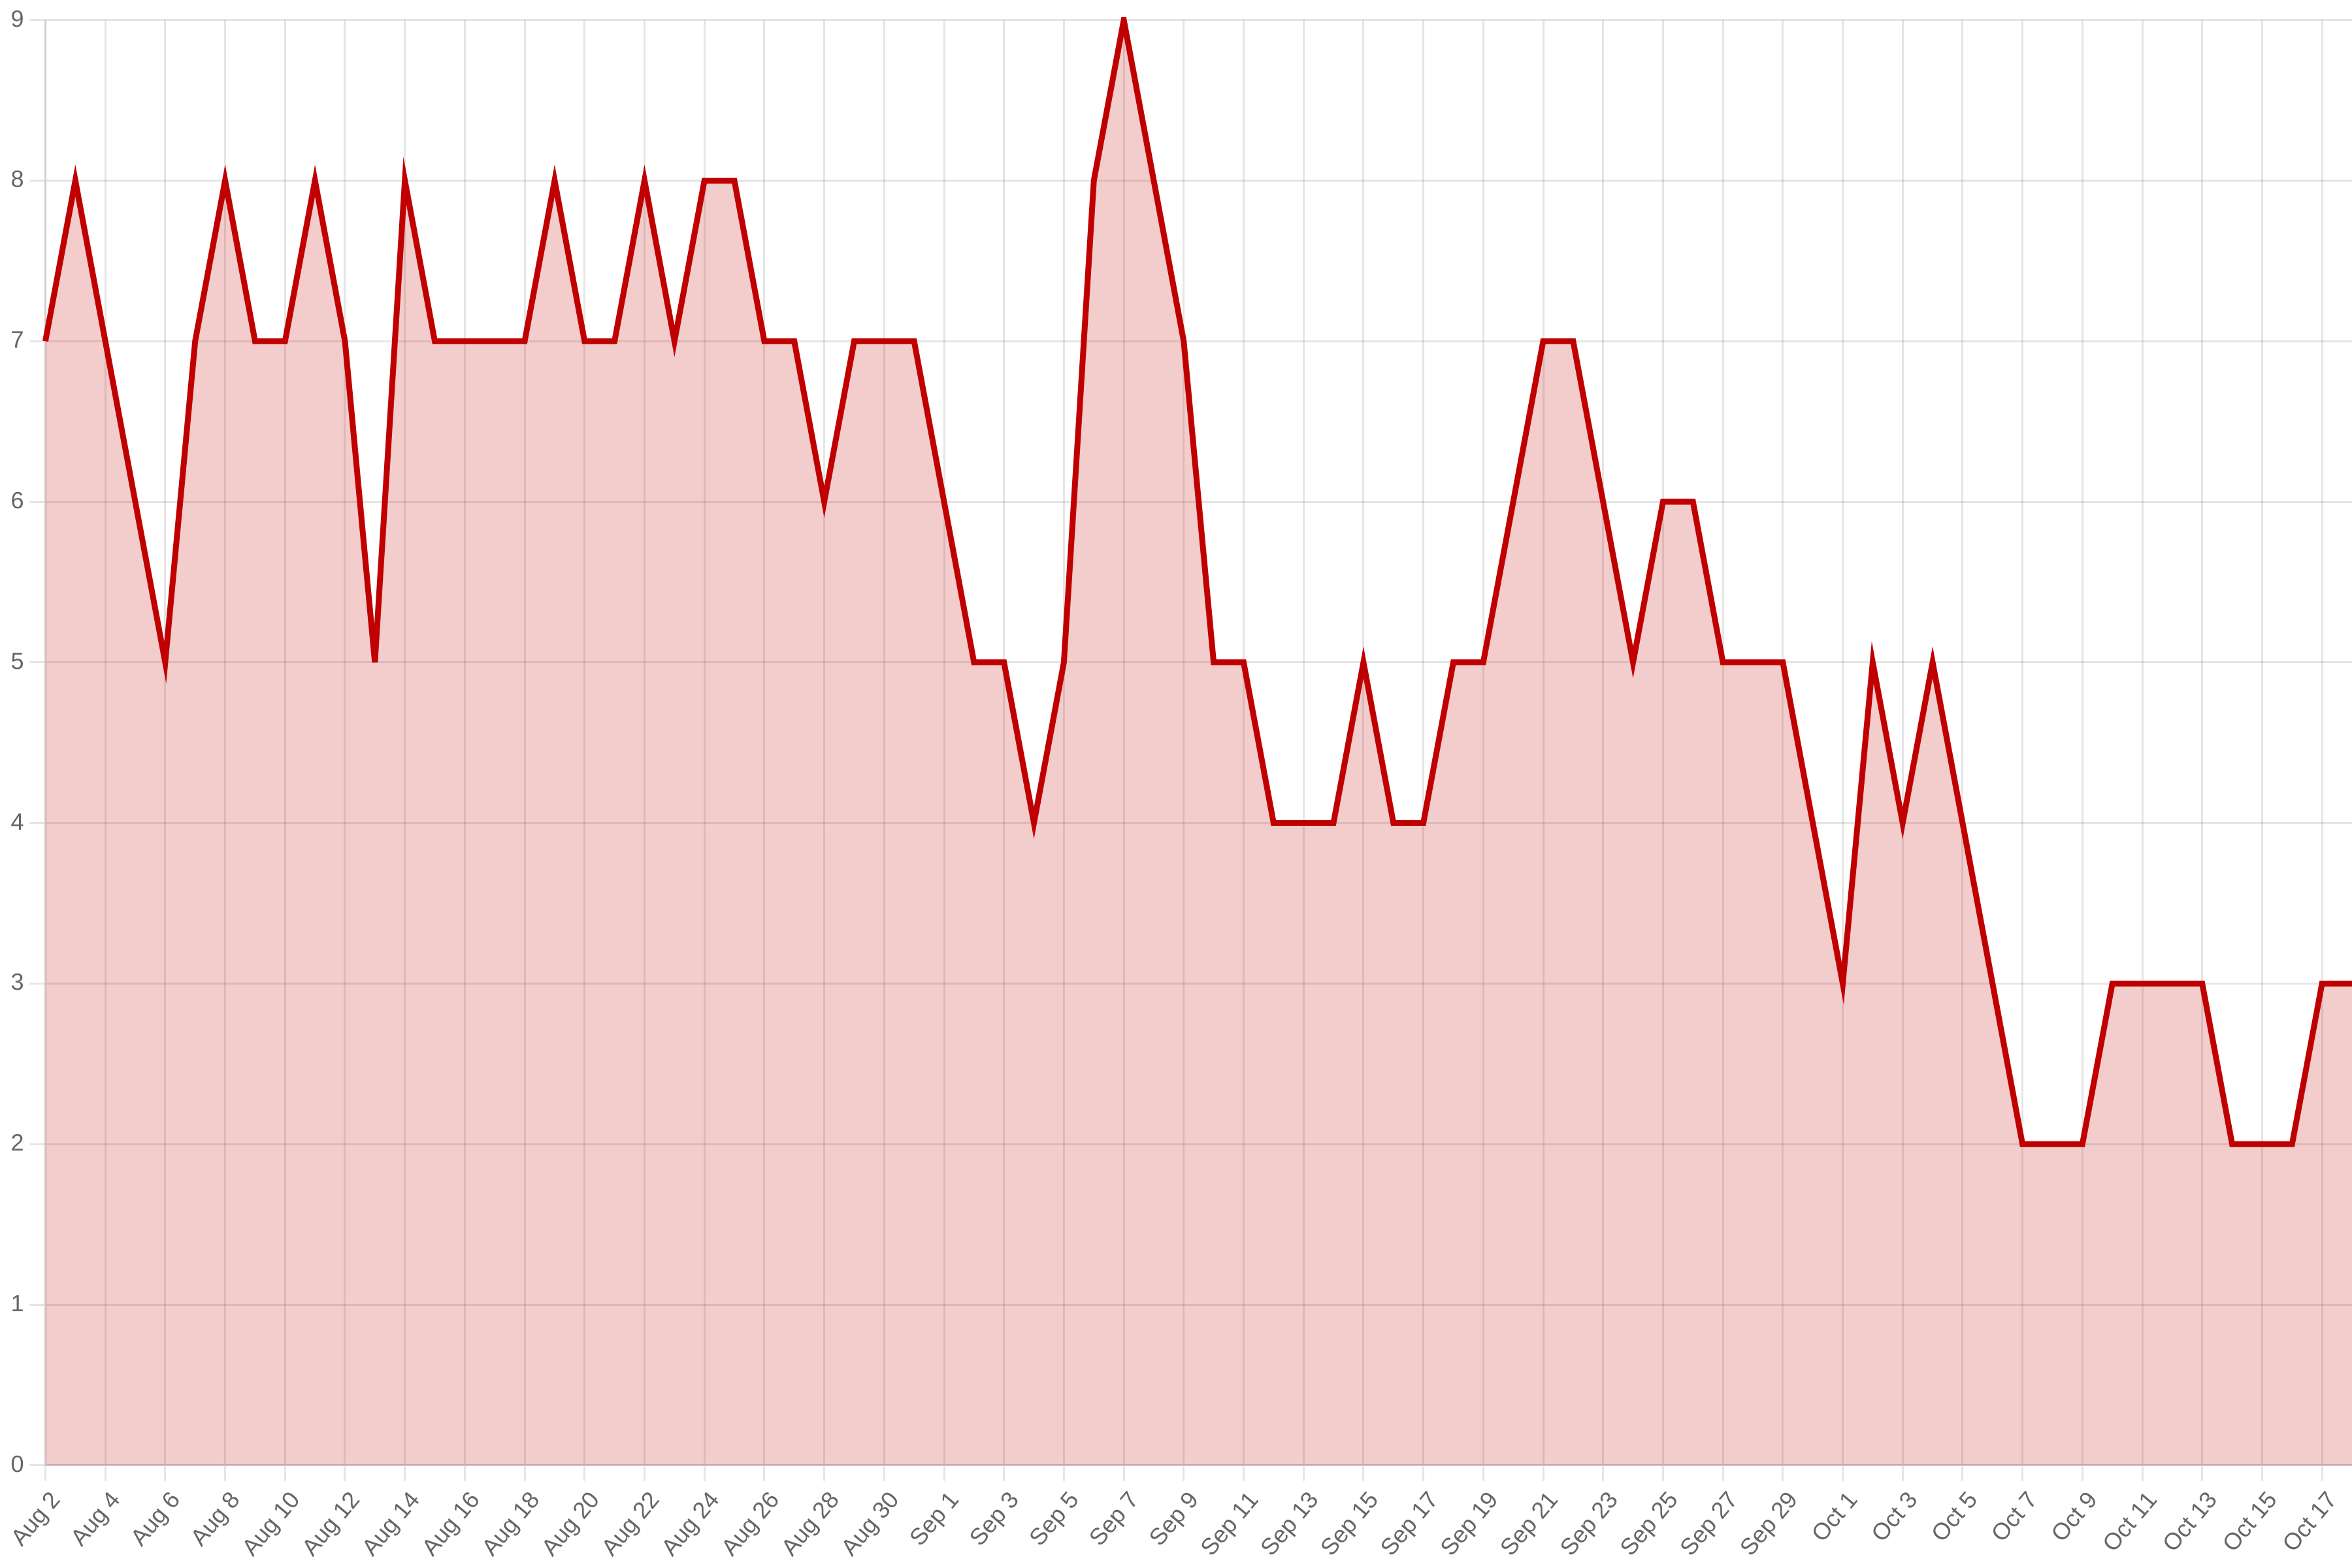 9
8
7
6
5
4
3
2
1
0
Aug 2
Aug 4
Aug 6
Aug 8
Aug 10
Aug 12
Aug 14
Aug 16
Aug 18
Aug 20
Aug 22
Aug 24
Aug 26
Aug 28
Aug 30
Sep 1
Sep 3
Sep 5
Sep 7
Sep 9
Sep 11
Sep 13
Sep 15
Sep 17
Sep 19
Sep 21
Sep 23
Sep 25
Sep 27
Sep 29
Oct 1
Oct 3
Oct 5
Oct 7
Oct 9
Oct 11
Oct 13
Oct 15
Oct 17